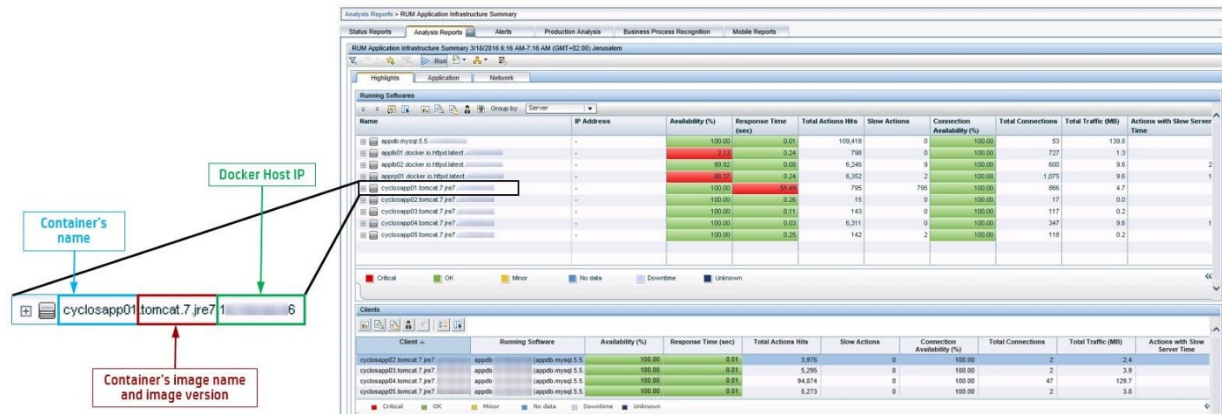 Docker Host IP
Container's
name
cyclosapp01.tomcat.7.jre7.1 6
Container's image name
and image version
Analysis Reports > RUM Application Infrastructure Summary
Status Reports Analysis Reports Alerts Production Analysis Business Process Recognition Mobile Reports
RUM Application Infrastructure Summary 3/18/2016 6:16 AM-7:16 AM (GMT+02:00) Jerusalem
Run
Highlights Application Network
Running Softwares
Group by: Server
Name IP Address Availability (%) Response Time (sec) Total Actions Hits Slow Actions Connection Availability (%) Total Connections Total Traffic (MB) Actions with Slow Server Time
appdb.mysql.5.5. - 100.00 0.01 109,418 0 100.00 53 139.8
applb01.docker.io.httpd.latest. - 2.13 0.24 798 0 100.00 727 1.3
applb02.docker.io.httpd.latest. - 99.92 0.08 6,246 9 100.00 600 9.6 2
apprp01.docker.io.httpd.latest. - 88.37 0.24 6,352 2 100.00 1,075 9.6 1
cyclosapp01.tomcat.7.jre7. - 100.00 55.49 795 795 100.00 866 4.7
cyclosapp02.tomcat.7.jre7. - 100.00 0.26 15 0 100.00 17 0.0
cyclosapp03.tomcat.7.jre7. - 100.00 0.11 143 0 100.00 117 0.2
cyclosapp04.tomcat.7.jre7. - 100.00 0.03 6,311 0 100.00 347 9.6 1
cyclosapp05.tomcat.7.jre7. - 100.00 0.25 142 2 100.00 118 0.2
Critical OK Minor No data Downtime Unknown
Clients
Client Running Software Availability (%) Response Time (sec) Total Actions Hits Slow Actions Connection Availability (%) Total Connections Total Traffic (MB) Actions with Slow Server Time
cyclosapp02.tomcat.7.jre7. appdb (appdb.mysql.5.5. 100.00 0.01 3,976 0 100.00 2 2.4
cyclosapp03.tomcat.7.jre7. appdb (appdb.mysql.5.5. 100.00 0.01 5,295 0 100.00 2 3.9
cyclosapp04.tomcat.7.jre7. appdb (appdb.mysql.5.5. 100.00 0.01 94,874 0 100.00 47 129.7
cyclosapp05.tomcat.7.jre7. appdb (appdb.mysql.5.5. 100.00 0.01 5,273 0 100.00 2 3.8
Critical OK Minor No data Downtime Unknown